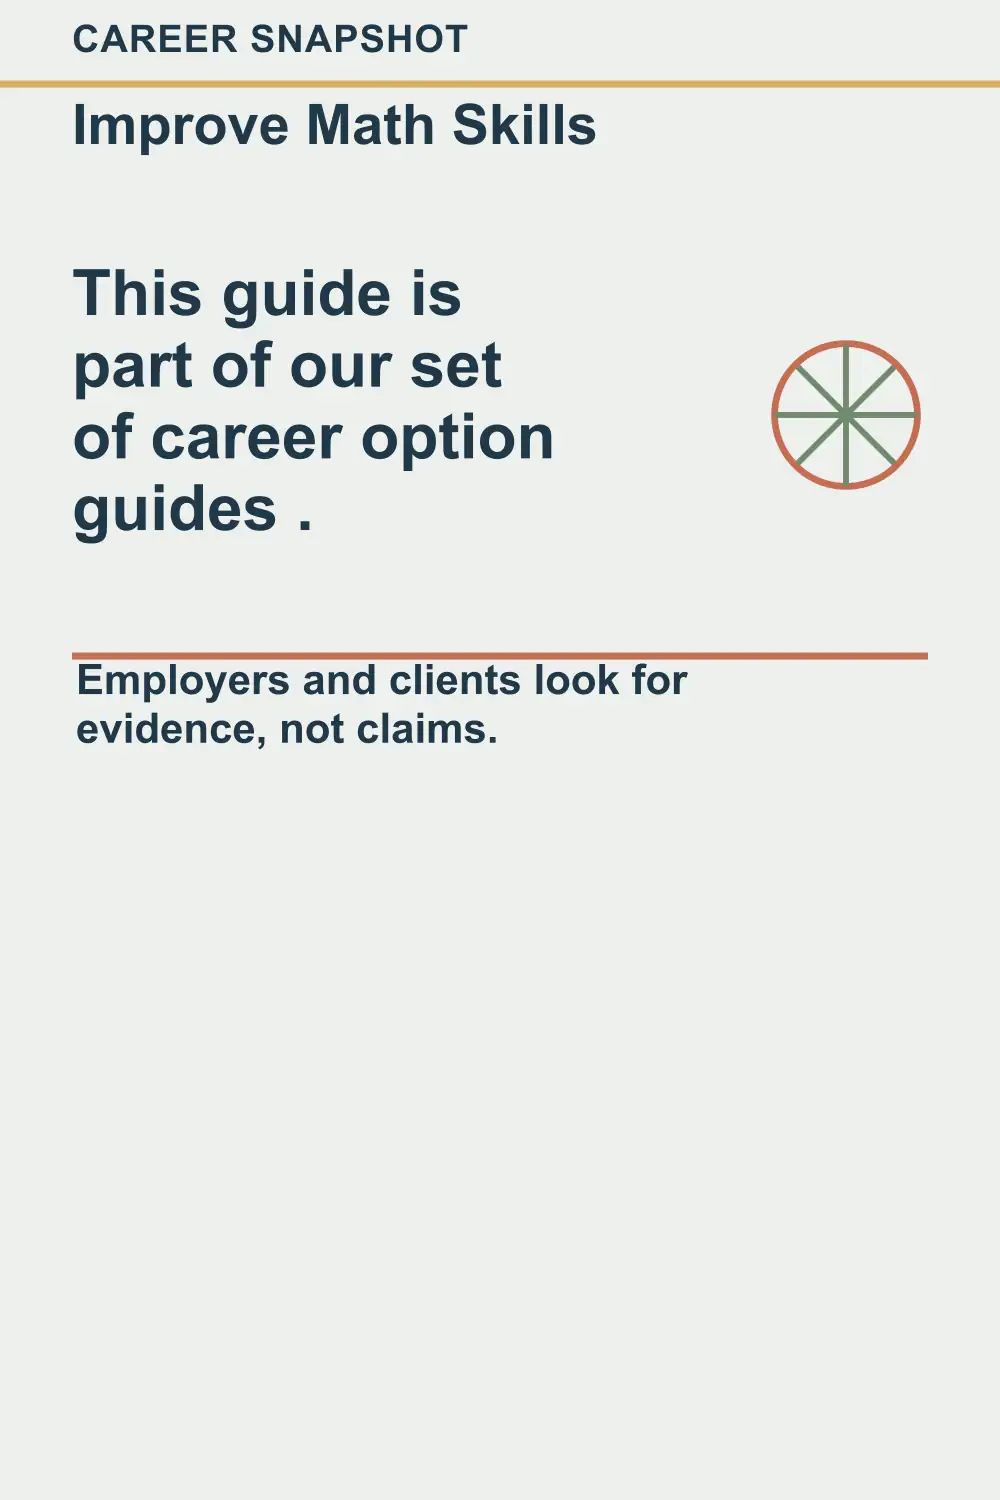 CAREER SNAPSHOT
Improve Math Skills
This guide is
part of our set
of career option
guides .
Employers and clients look for
evidence, not claims.